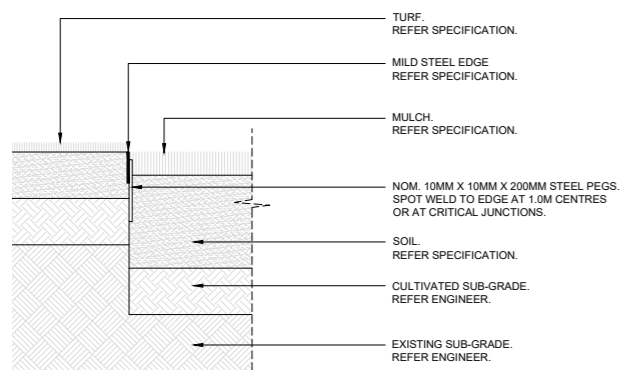 TURF.
REFER SPECIFICATION.
MILD STEEL EDGE
REFER SPECIFICATION.
MULCH.
REFER SPECIFICATION.
NOM. 10MM X 10MM X 200MM STEEL PEGS.
SPOT WELD TO EDGE AT 1.0M CENTRES
OR AT CRITICAL JUNCTIONS.
SOIL.
REFER SPECIFICATION.
CULTIVATED SUB-GRADE.
REFER ENGINEER.
EXISTING SUB-GRADE.
REFER ENGINEER.